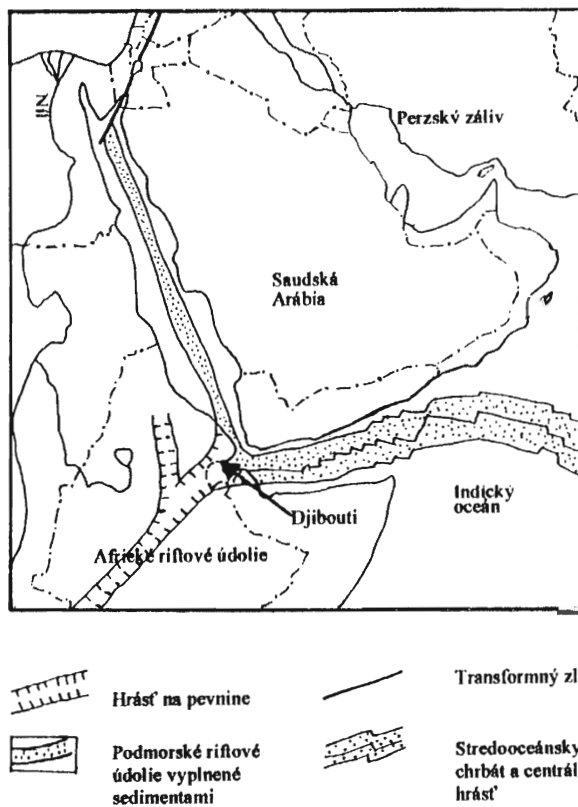 Níl
Perzský záliv
Saudská
Arábia
Indický
oceán
Djibouti
Africké riftové údolie
Hrásť na pevnine
Transformný zl
Podmorské riftové
údolie vyplnené
sedimentami
Stredooceánsky
chrbát a centrál
hrásť